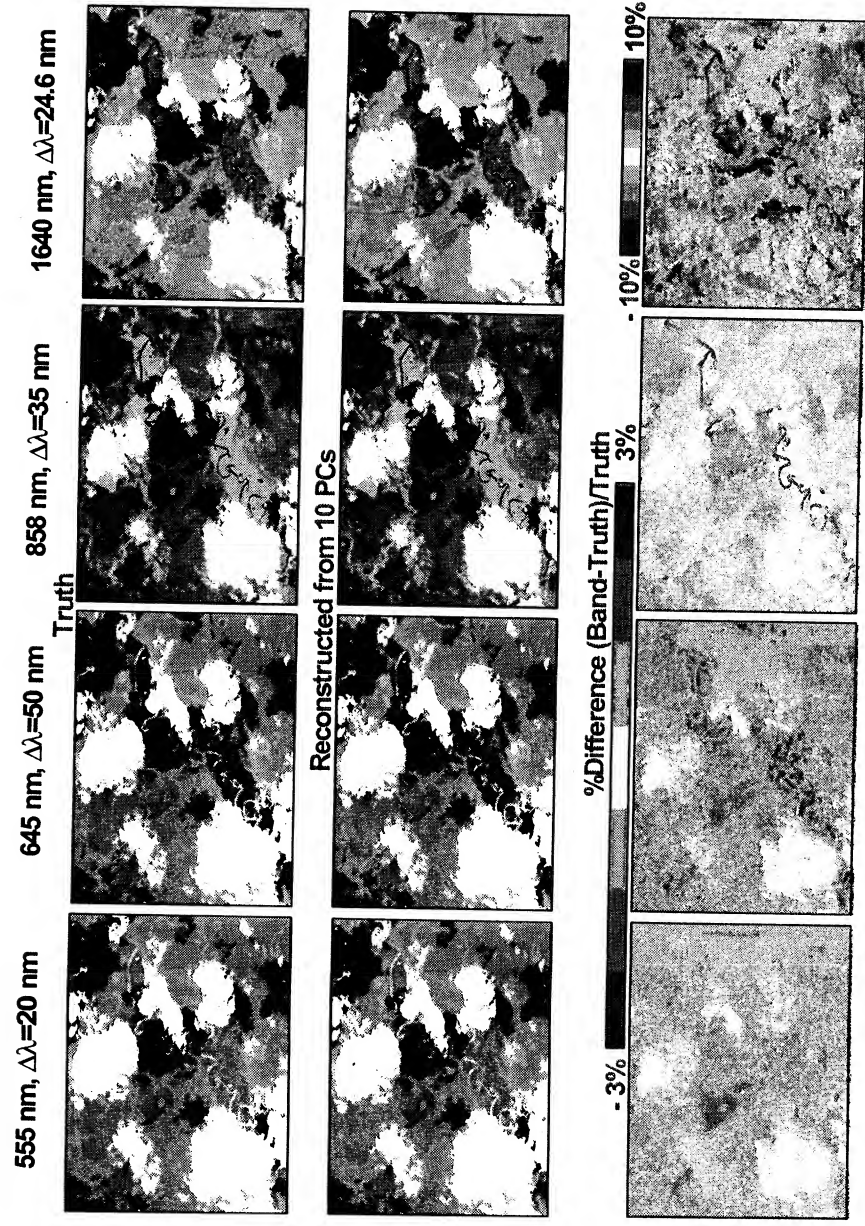 555 nm, Δλ=20 nm
645 nm, Δλ=50 nm
858 nm, Δλ=35 nm
1640 nm, Δλ=24.6 nm
Truth
Reconstructed from 10 PCs
%Difference (Band-Truth)/Truth
- 3%
3%
- 10%
10%